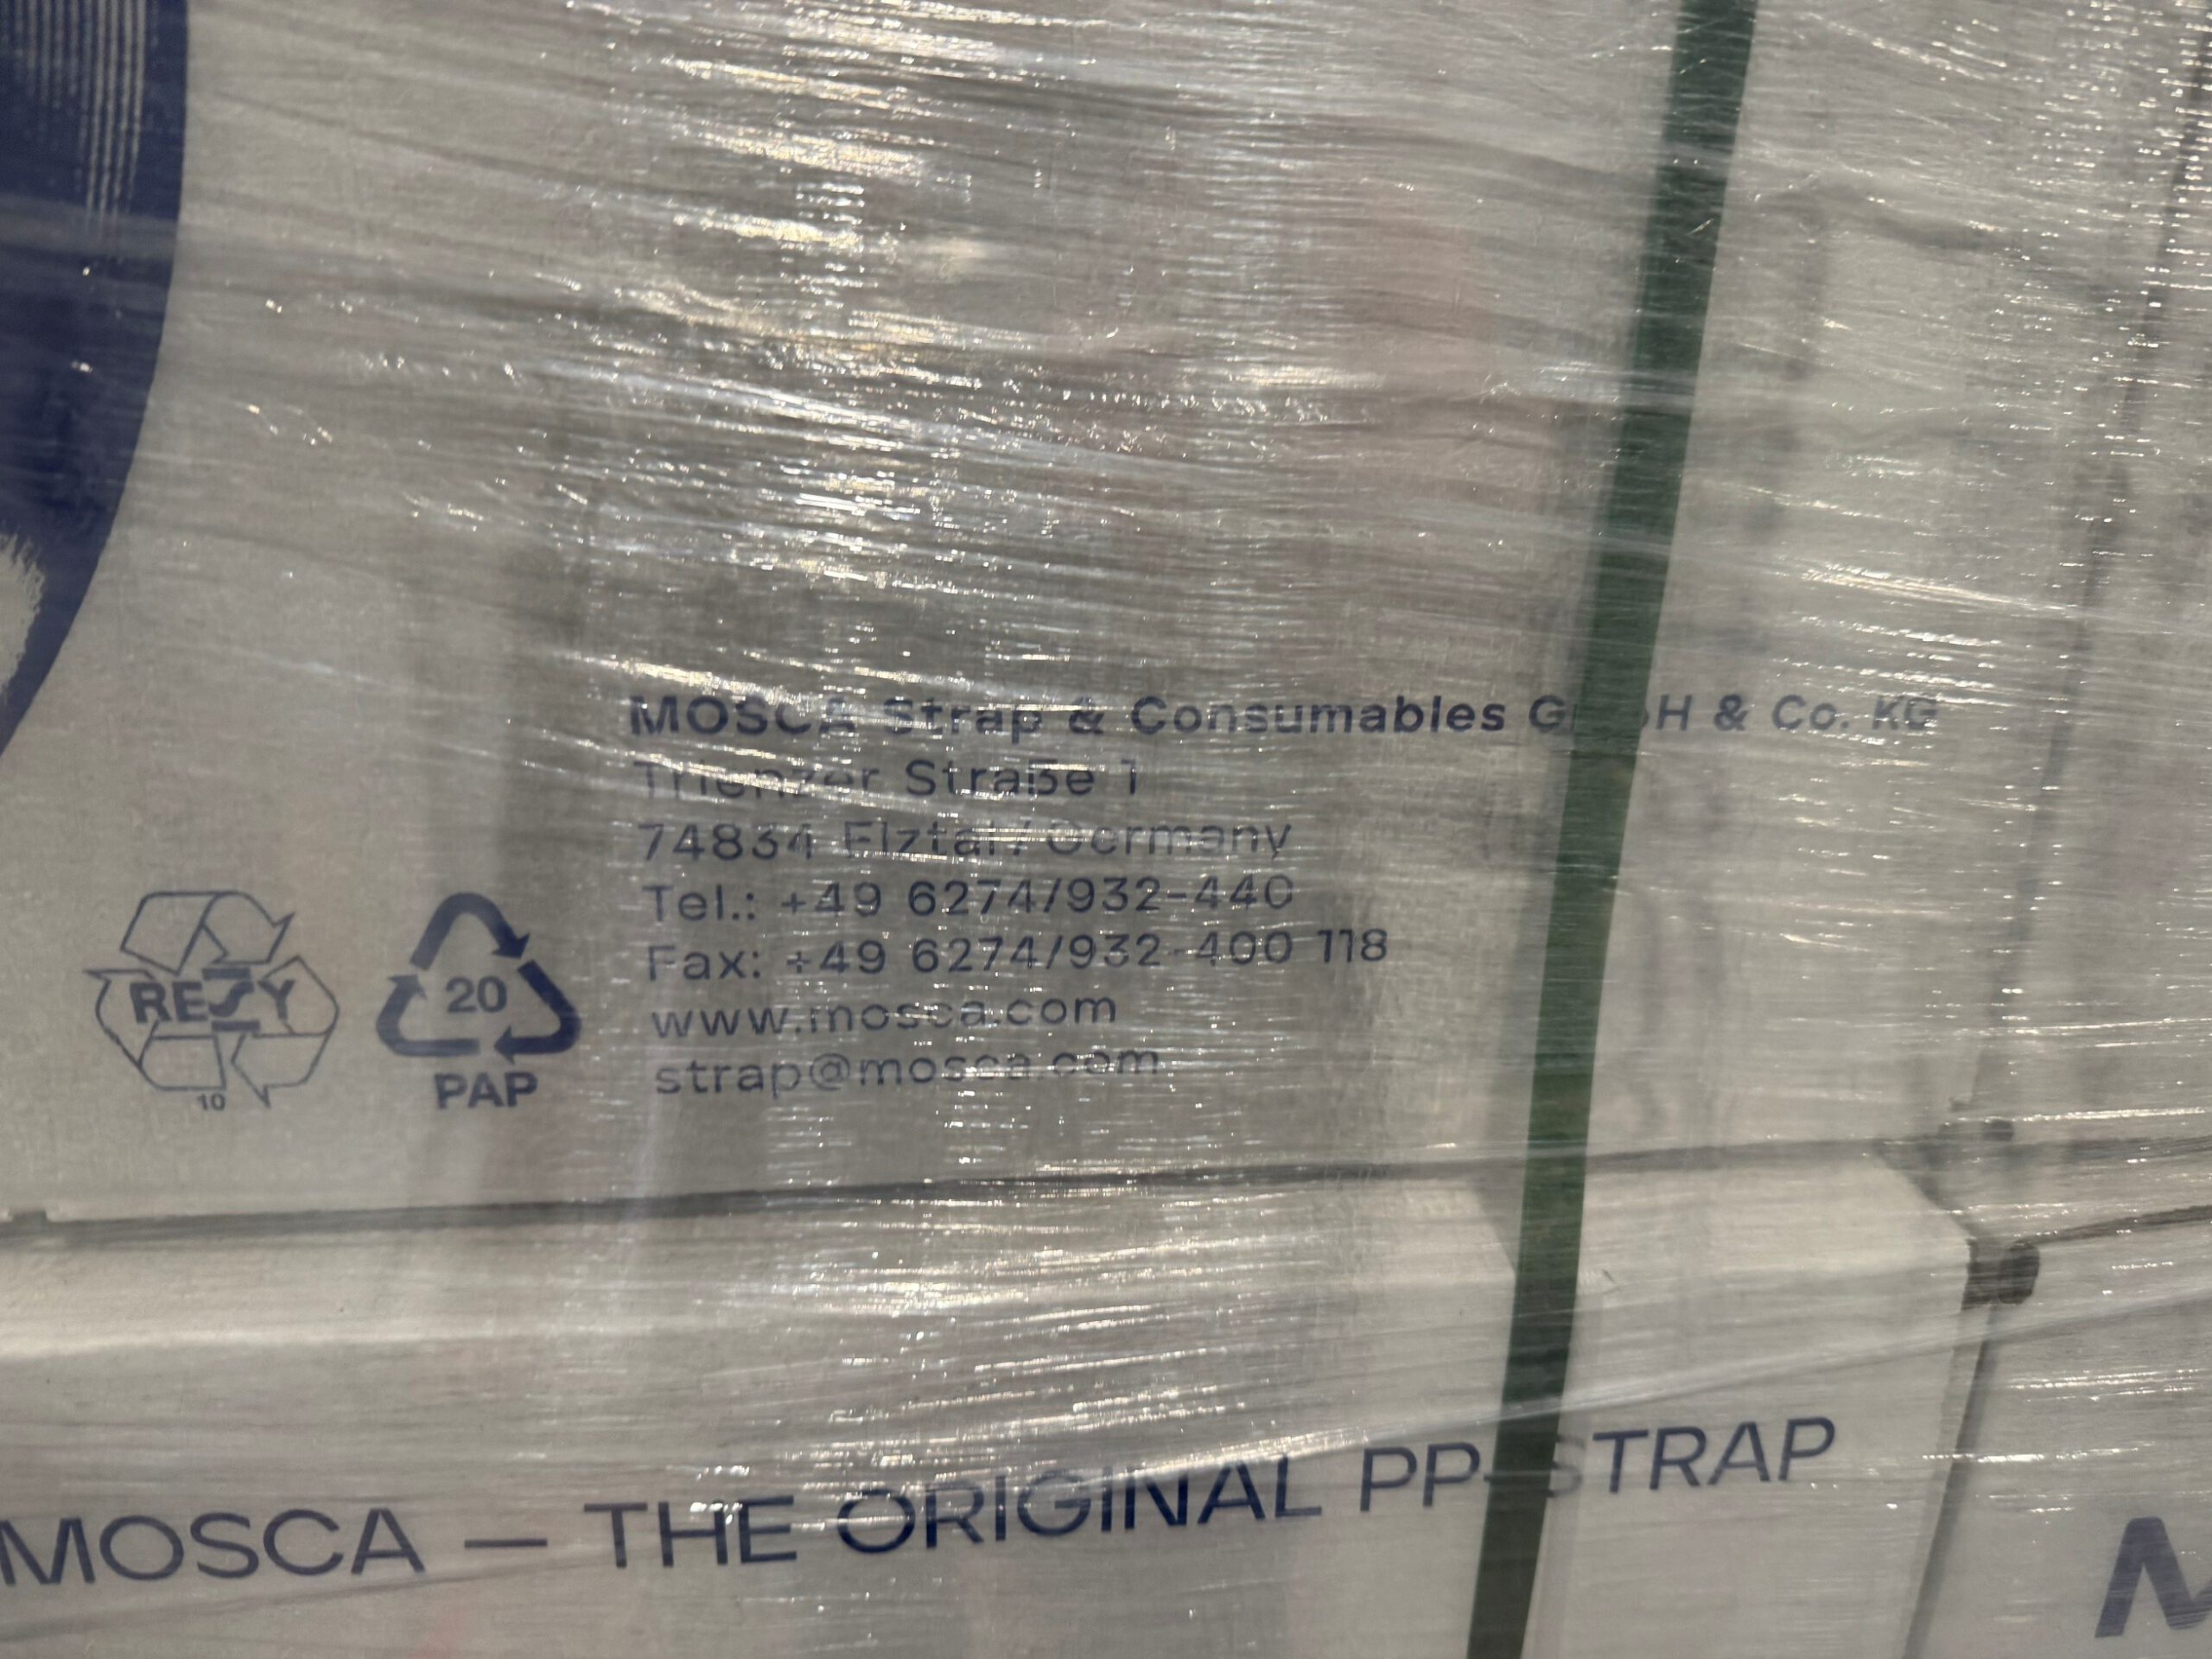 MOSCA Strap & Consumables GmbH & Co. KG
Trienzer Straße 1
74834 Elztal / Germany
Tel.: +49 6274/932-440
Fax: +49 6274/932-400 118
www.mosca.com
strap@mosca.com
RESY
10
20
PAP
MOSCA — THE ORIGINAL PP-STRAP
M